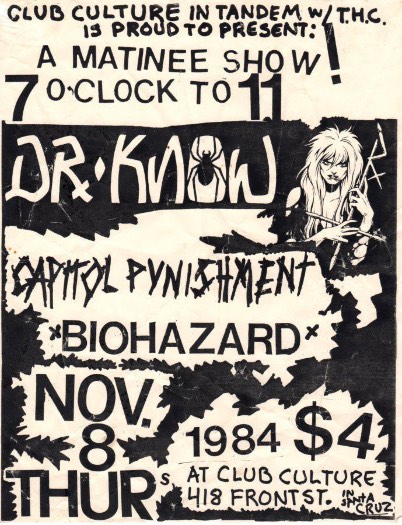 CLUB CULTURE IN TANDEM W/ T.H.C.
IS PROUD TO PRESENT:
A MATINEE SHOW!
7 O'CLOCK TO 11
DR. KNOW
CAPITOL PUNISHMENT
*BIOHAZARD*
NOV.
8
THURS
1984 $4
AT CLUB CULTURE
418 FRONT ST. IN SANTA CRUZ